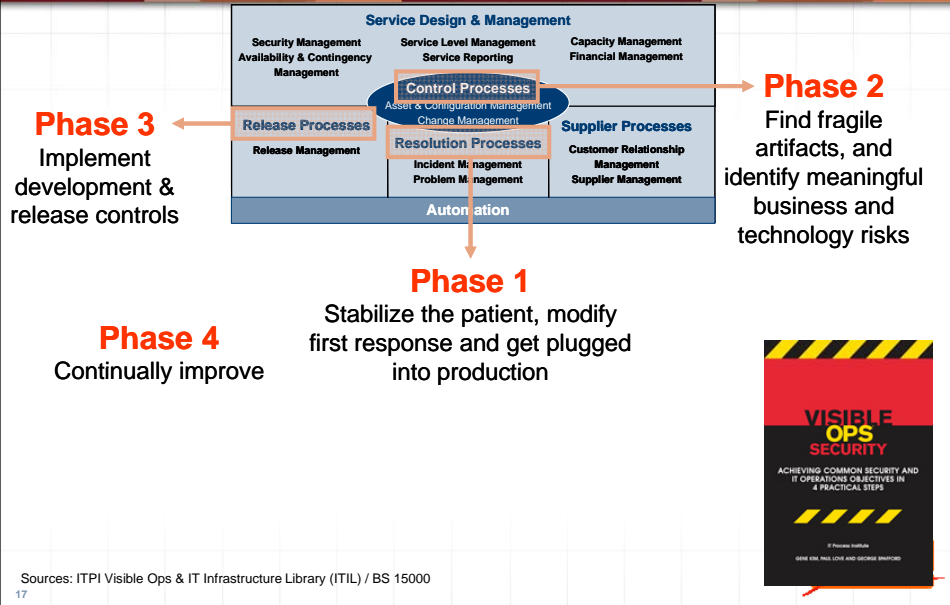 Service Design & Management
Security Management
Availability & Contingency
Management
Service Level Management
Service Reporting
Capacity Management
Financial Management
Control Processes
Asset & Configuration Management
Change Management
Release Processes
Release Management
Resolution Processes
Incident Management
Problem Management
Supplier Processes
Customer Relationship
Management
Supplier Management
Automation
Phase 3
Implement
development &
release controls
Phase 2
Find fragile
artifacts, and
identify meaningful
business and
technology risks
Phase 1
Stabilize the patient, modify
first response and get plugged
into production
Phase 4
Continually improve
VISIBLE
OPS
SECURITY
ACHIEVING COMMON SECURITY AND
IT OPERATIONS OBJECTIVES IN
4 PRACTICAL STEPS
IT Process Institute
GENE KIM, PAUL LOVE AND GEORGE SPAFFORD
Sources: ITPI Visible Ops & IT Infrastructure Library (ITIL) / BS 15000
17